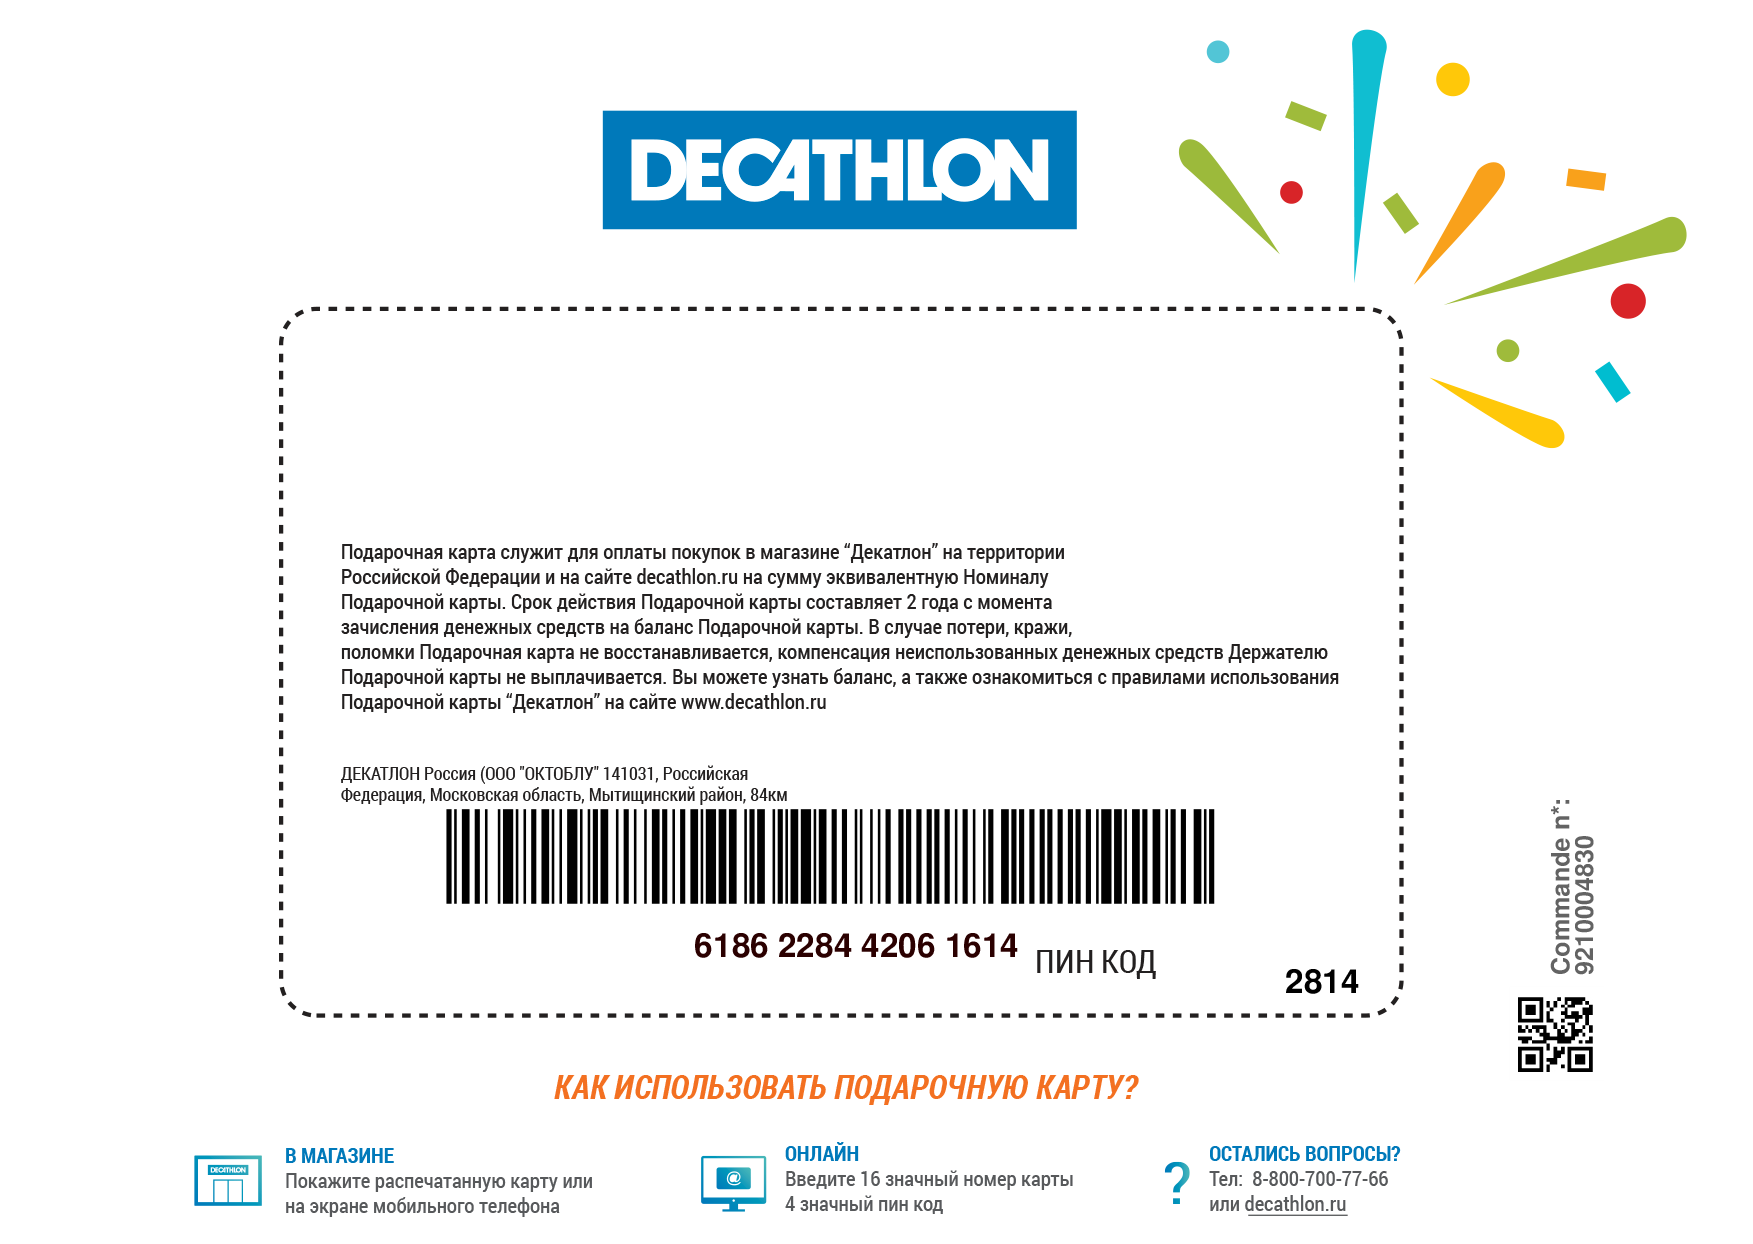 DECATHLON
Подарочная карта служит для оплаты покупок в магазине “Декатлон” на территории
Российской Федерации и на сайте decathlon.ru на сумму эквивалентную Номиналу
Подарочной карты. Срок действия Подарочной карты составляет 2 года с момента
зачисления денежных средств на баланс Подарочной карты. В случае потери, кражи,
поломки Подарочная карта не восстанавливается, компенсация неиспользованных денежных средств Держателю
Подарочной карты не выплачивается. Вы можете узнать баланс, а также ознакомиться с правилами использования
Подарочной карты “Декатлон” на сайте www.decathlon.ru
ДЕКАТЛОН Россия (ООО "ОКТОБЛУ" 141031, Российская
Федерация, Московская область, Мытищинский район, 84км
6186 2284 4206 1614
ПИН КОД
2814
Commande n*:
9210004830
КАК ИСПОЛЬЗОВАТЬ ПОДАРОЧНУЮ КАРТУ?
DECATHLON
В МАГАЗИНЕ
Покажите распечатанную карту или
на экране мобильного телефона
@
ОНЛАЙН
Введите 16 значный номер карты
4 значный пин код
?
ОСТАЛИСЬ ВОПРОСЫ?
Тел: 8-800-700-77-66
или decathlon.ru